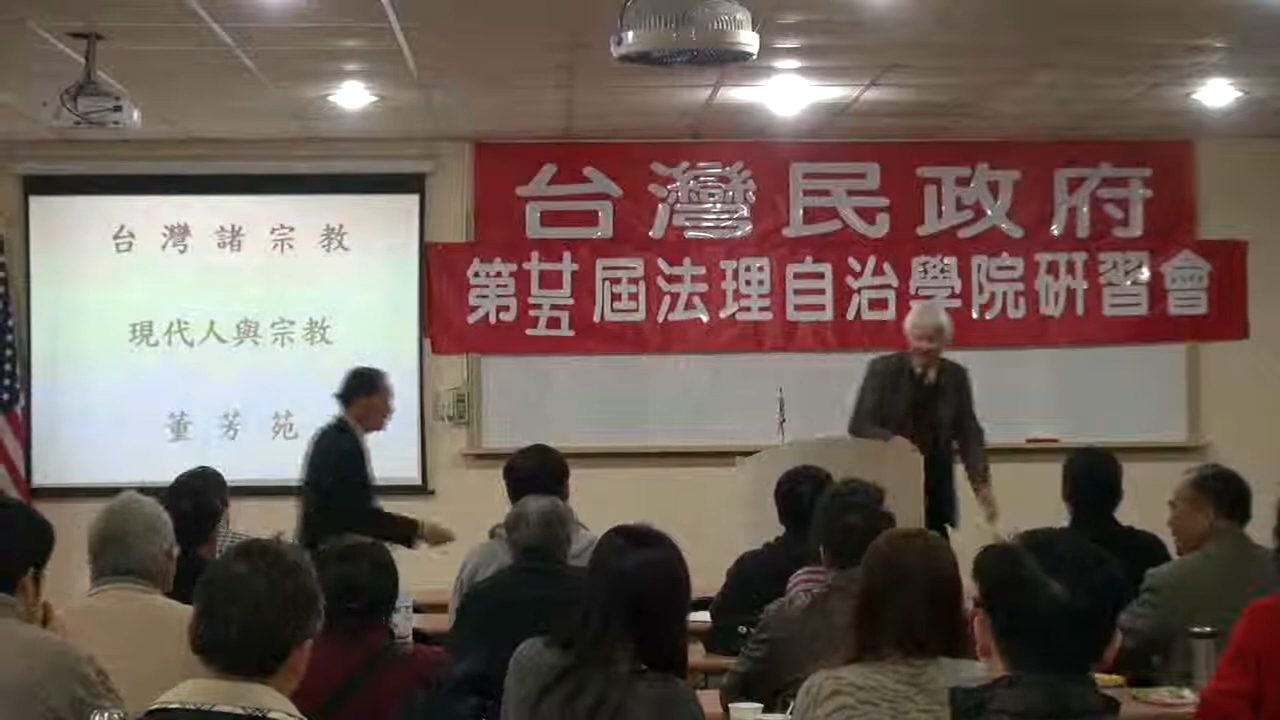 台灣民政府
第廿五屆法理自治學院研習會
台灣諸宗教
現代人與宗教
董芳苑